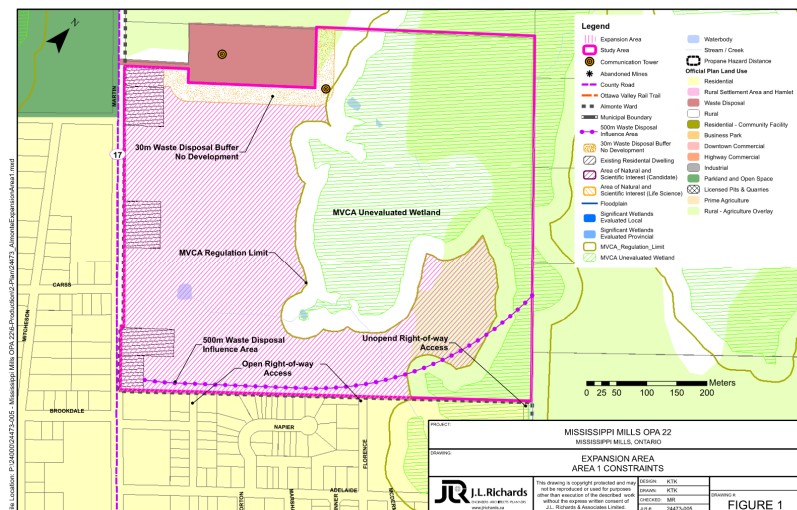 N
MARTIN
17
30m Waste Disposal Buffer
No Development
MVCA Unevaluated Wetland
MVCA Regulation Limit
CARSS
MITCHESON
500m Waste Disposal
Influence Area
Unopend Right-of-way
Access
Open Right-of-way
Access
BROOKDALE
NAPIER
FLORENCE
ADELAIDE
Legend
Expansion Area
Study Area
Communication Tower
Abandoned Mines
County Road
Ottawa Valley Rail Trail
Almonte Ward
Municipal Boundary
500m Waste Disposal
Influence Area
30m Waste Disposal Buffer
No Development
Existing Residential Dwelling
Area of Natural and
Scientific Interest (Candidate)
Area of Natural and
Scientific Interest (Life Science)
Floodplain
Significant Wetlands
Evaluated Local
Significant Wetlands
Evaluated Provincial
MVCA_Regulation_Limit
MVCA Unevaluated Wetland
Waterbody
Stream / Creek
Propane Hazard Distance
Official Plan Land Use
Residential
Rural Settlement Area and Hamlet
Waste Disposal
Rural
Residential - Community Facility
Business Park
Downtown Commercial
Highway Commercial
Industrial
Parkland and Open Space
Licensed Pits & Quarries
Prime Agriculture
Rural - Agriculture Overlay
Meters
0 25 50 100 150 200
PROJECT:
MISSISSIPPI MILLS OPA 22
MISSISSIPPI MILLS, ONTARIO
DRAWING:
EXPANSION AREA
AREA 1 CONSTRAINTS
J.L.Richards
ENGINEERS · ARCHITECTS · PLANNERS
www.jlrichards.ca
This drawing is copyright protected and may
not be reproduced or used for purposes
other than execution of the described work
without the express written consent of
J.L. Richards & Associates Limited.
DESIGN: KTK
DRAWN: KTK
CHECKED: MR
JLR #: 24473-005
DRAWING #:
FIGURE 1